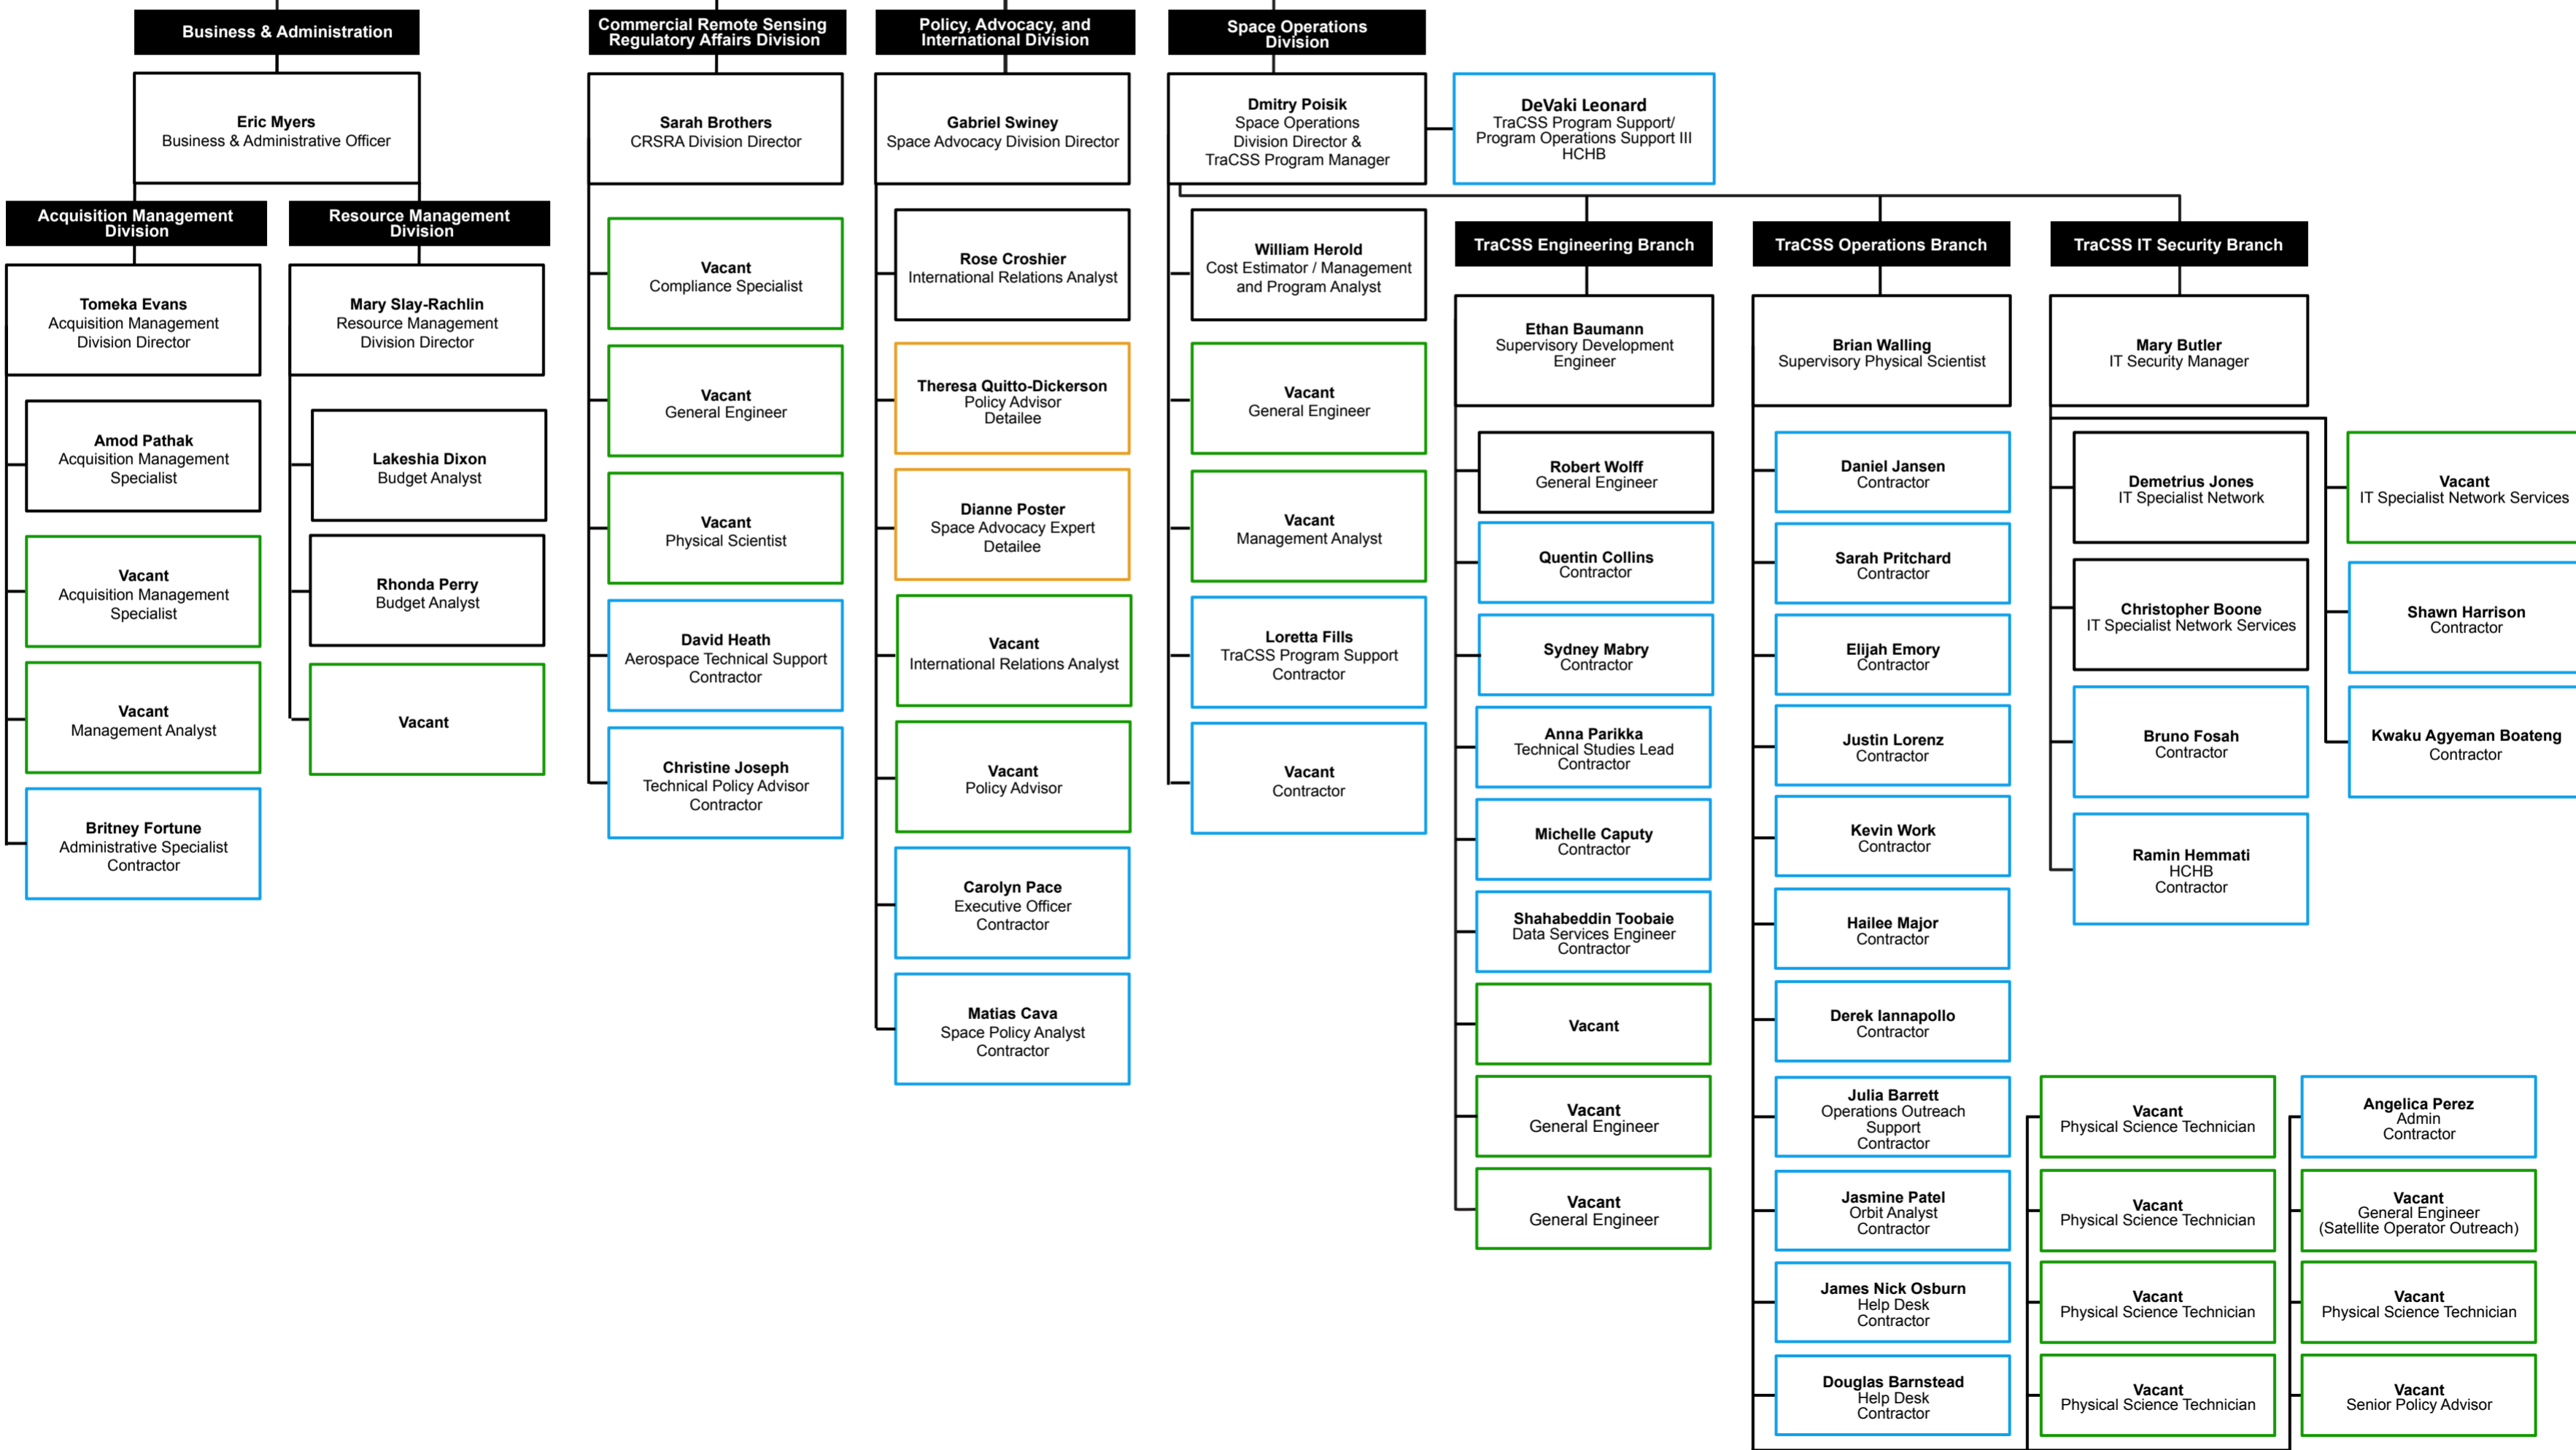 Business & Administration
Eric Myers
Business & Administrative Officer
Acquisition Management
Division
Tomeka Evans
Acquisition Management
Division Director
Amod Pathak
Acquisition Management
Specialist
Vacant
Acquisition Management
Specialist
Vacant
Management Analyst
Britney Fortune
Administrative Specialist
Contractor
Resource Management
Division
Mary Slay-Rachlin
Resource Management
Division Director
Lakeshia Dixon
Budget Analyst
Rhonda Perry
Budget Analyst
Vacant
Commercial Remote Sensing
Regulatory Affairs Division
Sarah Brothers
CRSRA Division Director
Vacant
Compliance Specialist
Vacant
General Engineer
Vacant
Physical Scientist
David Heath
Aerospace Technical Support
Contractor
Christine Joseph
Technical Policy Advisor
Contractor
Policy, Advocacy, and
International Division
Gabriel Swiney
Space Advocacy Division Director
Rose Croshier
International Relations Analyst
Theresa Quitto-Dickerson
Policy Advisor
Detailee
Dianne Poster
Space Advocacy Expert
Detailee
Vacant
International Relations Analyst
Vacant
Policy Advisor
Carolyn Pace
Executive Officer
Contractor
Matias Cava
Space Policy Analyst
Contractor
Space Operations
Division
Dmitry Poisik
Space Operations
Division Director &
TraCSS Program Manager
DeVaki Leonard
TraCSS Program Support/
Program Operations Support III
HCHB
William Herold
Cost Estimator / Management
and Program Analyst
Vacant
General Engineer
Vacant
Management Analyst
Loretta Fills
TraCSS Program Support
Contractor
Vacant
Contractor
TraCSS Engineering Branch
Ethan Baumann
Supervisory Development
Engineer
Robert Wolff
General Engineer
Quentin Collins
Contractor
Sydney Mabry
Contractor
Anna Parikka
Technical Studies Lead
Contractor
Michelle Caputy
Contractor
Shahabeddin Toobaie
Data Services Engineer
Contractor
Vacant
Vacant
General Engineer
Vacant
General Engineer
TraCSS Operations Branch
Brian Walling
Supervisory Physical Scientist
Daniel Jansen
Contractor
Sarah Pritchard
Contractor
Elijah Emory
Contractor
Justin Lorenz
Contractor
Kevin Work
Contractor
Hailee Major
Contractor
Derek Iannapollo
Contractor
Julia Barrett
Operations Outreach
Support
Contractor
Jasmine Patel
Orbit Analyst
Contractor
James Nick Osburn
Help Desk
Contractor
Douglas Barnstead
Help Desk
Contractor
Vacant
Physical Science Technician
Vacant
Physical Science Technician
Vacant
Physical Science Technician
Vacant
Physical Science Technician
Angelica Perez
Admin
Contractor
Vacant
General Engineer
(Satellite Operator Outreach)
Vacant
Physical Science Technician
Vacant
Senior Policy Advisor
TraCSS IT Security Branch
Mary Butler
IT Security Manager
Demetrius Jones
IT Specialist Network
Christopher Boone
IT Specialist Network Services
Bruno Fosah
Contractor
Ramin Hemmati
HCHB
Contractor
Vacant
IT Specialist Network Services
Shawn Harrison
Contractor
Kwaku Agyeman Boateng
Contractor